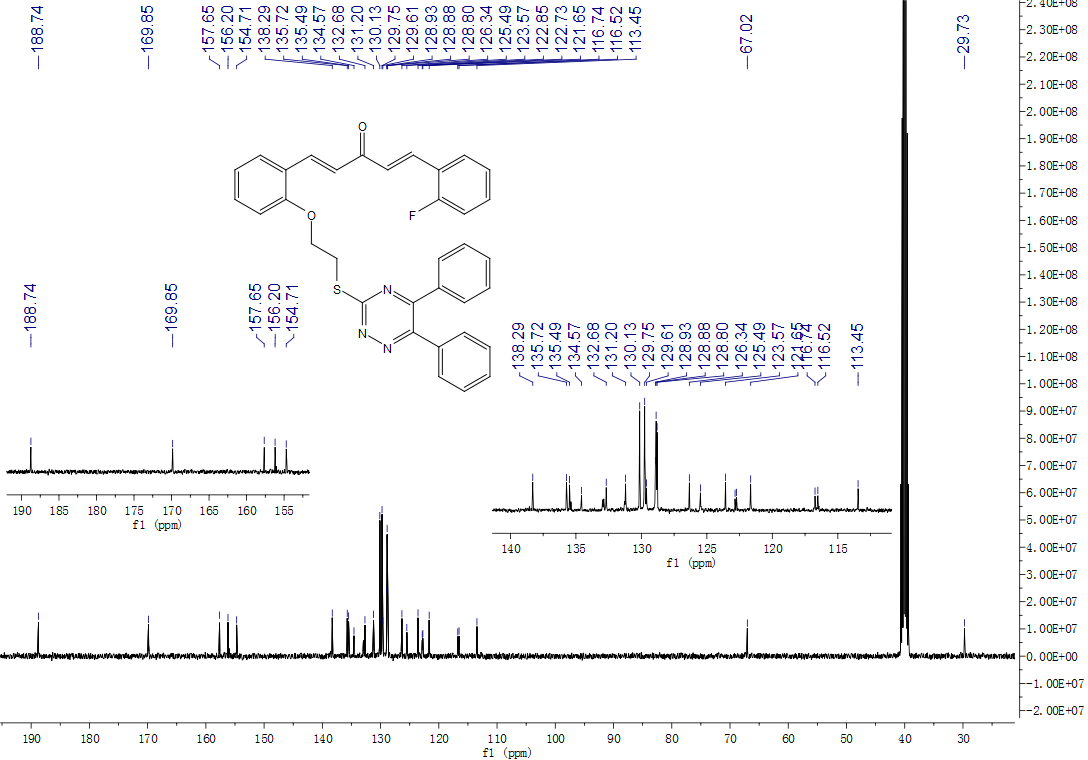 188.74
169.85
157.65
156.20
154.71
138.29
135.72
135.49
134.57
132.68
131.20
130.13
129.75
129.61
128.93
128.88
128.80
126.34
125.49
123.57
122.85
122.73
121.65
116.74
116.52
113.45
67.02
29.73
2.40E+08
2.30E+08
2.20E+08
2.10E+08
2.00E+08
1.90E+08
1.80E+08
1.70E+08
1.60E+08
1.50E+08
1.40E+08
1.30E+08
1.20E+08
1.10E+08
1.00E+08
9.00E+07
8.00E+07
7.00E+07
6.00E+07
5.00E+07
4.00E+07
3.00E+07
2.00E+07
1.00E+07
0.00E+00
-1.00E+07
-2.00E+07
O
O
F
S
N
N
N
188.74
169.85
157.65
156.20
154.71
190 185 180 175 170 165 160 155
f1 (ppm)
138.29
135.72
135.49
134.57
132.68
131.20
130.13
129.75
129.61
128.93
128.88
128.80
126.34
125.49
123.57
121.65
116.74
116.52
113.45
140 135 130 125 120 115
f1 (ppm)
190 180 170 160 150 140 130 120 110 100 90 80 70 60 50 40 30
f1 (ppm)